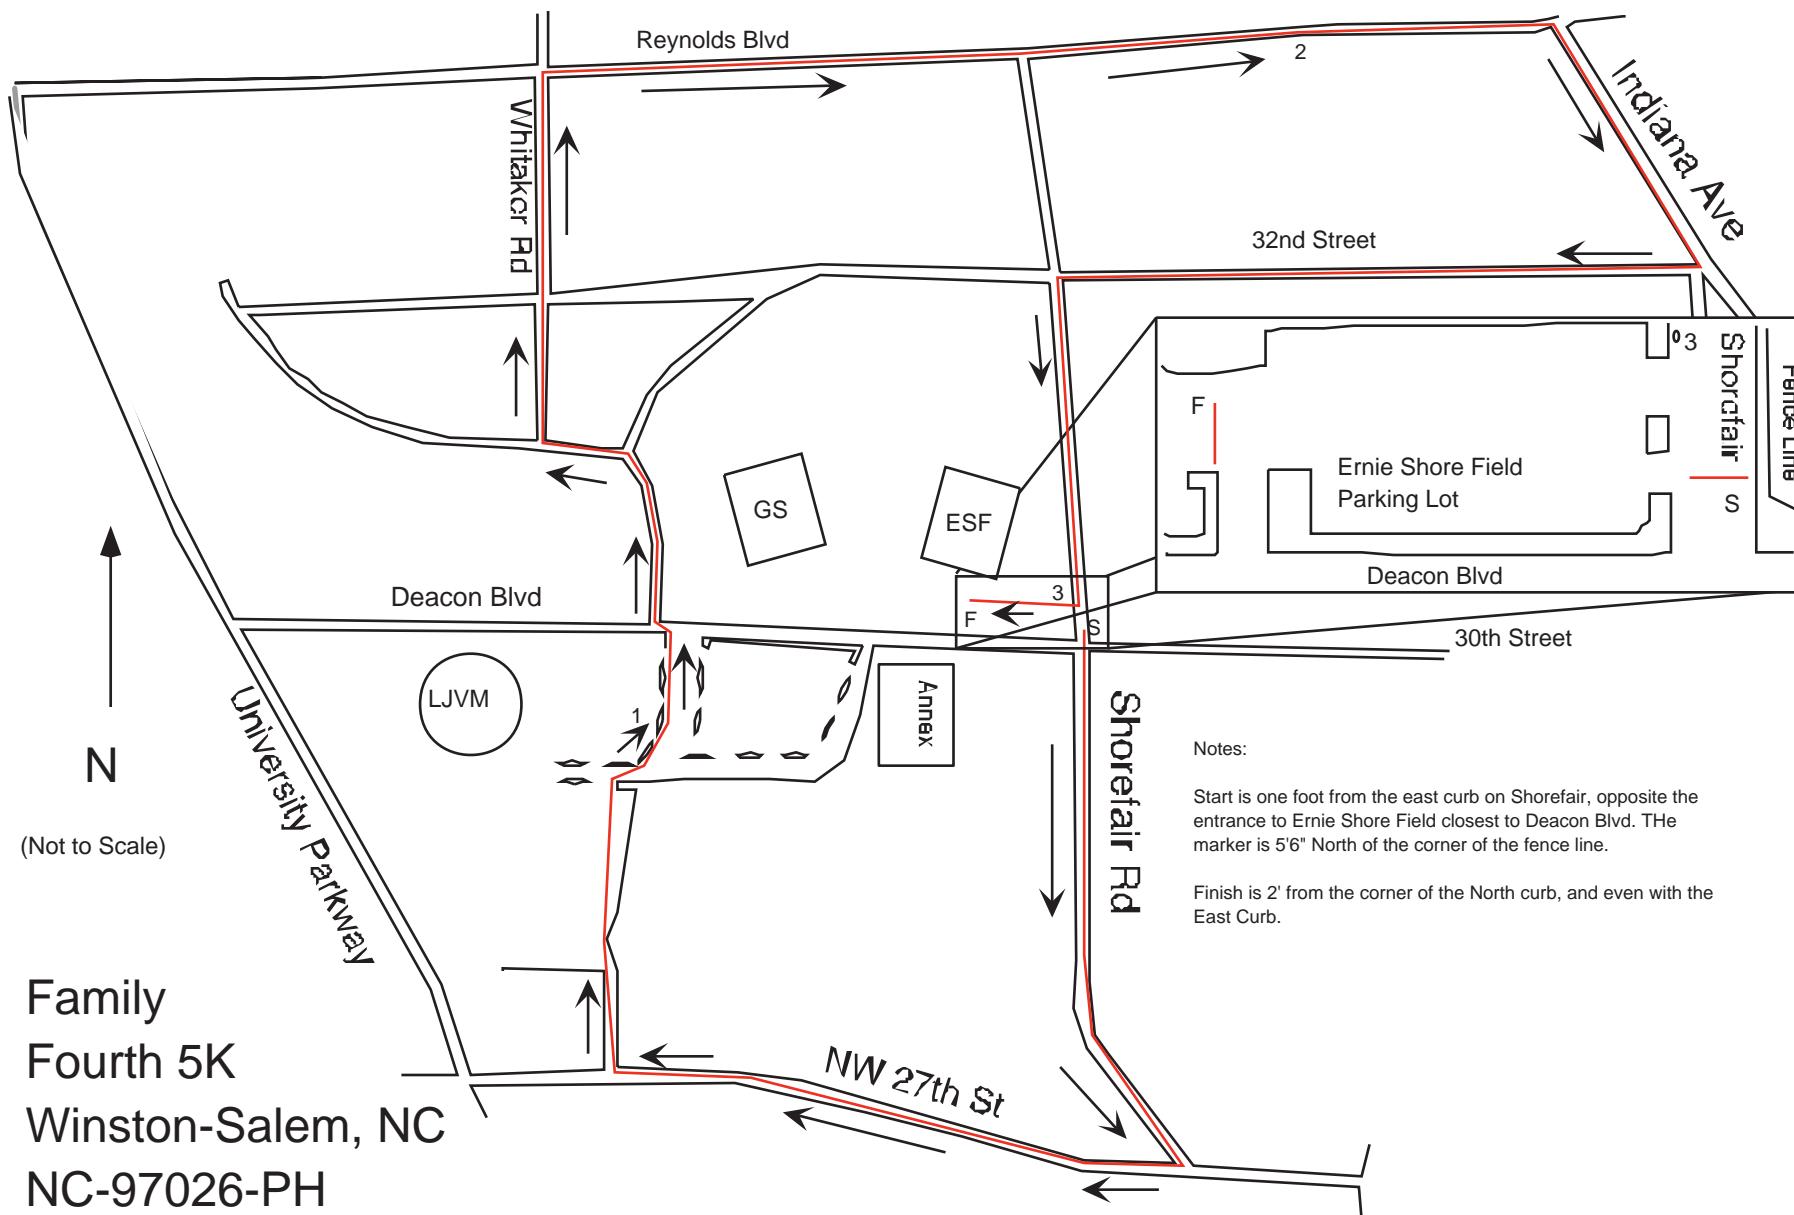 Reynolds Blvd
2
Indiana Ave
Whitaker Rd
32nd Street
3
Shorefair
Fence Line
F
Ernie Shore Field
Parking Lot
S
Deacon Blvd
GS
ESF
Deacon Blvd
3
F
S
30th Street
LJVM
1
Annex
University Parkway
Shorefair Rd
N
(Not to Scale)
Notes:
Start is one foot from the east curb on Shorefair, opposite the
entrance to Ernie Shore Field closest to Deacon Blvd. THe
marker is 5'6" North of the corner of the fence line.
Finish is 2' from the corner of the North curb, and even with the
East Curb.
NW 27th St
Family
Fourth 5K
Winston-Salem, NC
NC-97026-PH